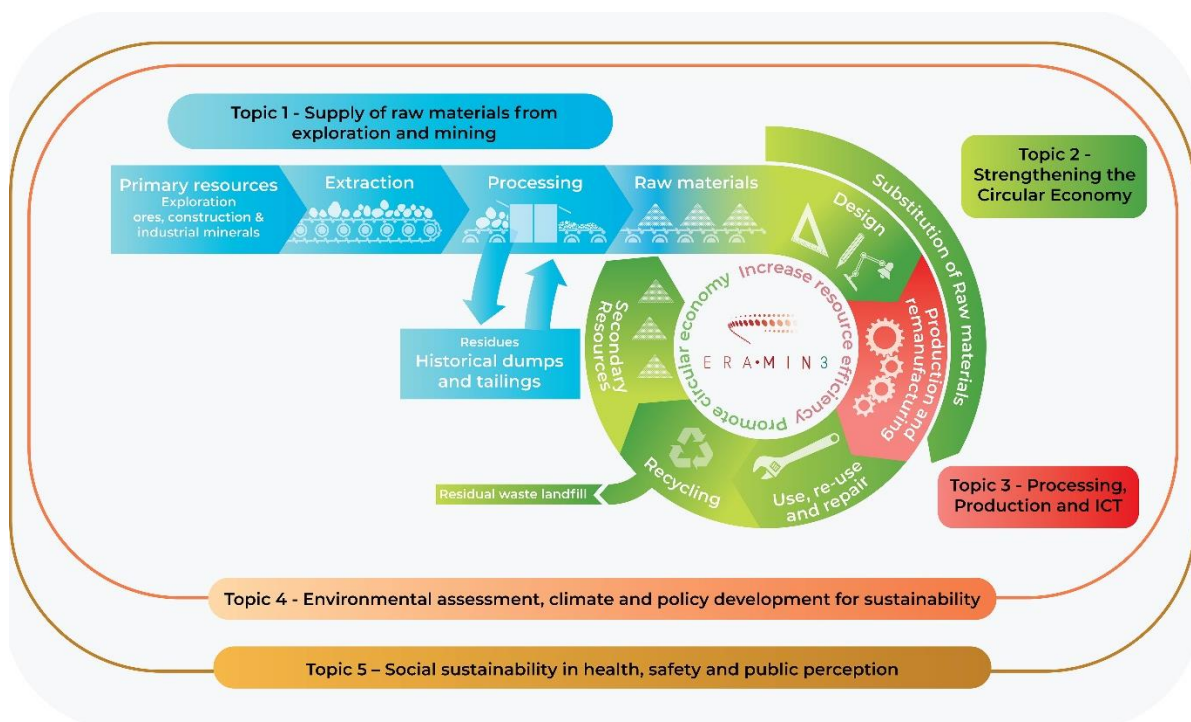 Topic 1 - Supply of raw materials from
exploration and mining
Primary resources
Exploration
ores, construction &
industrial minerals
Extraction
Processing
Raw materials
Design
Substitution of Raw materials
Topic 2 -
Strengthening the
Circular Economy
Residues
Historical dumps
and tailings
Secondary
Resources
Increase resource efficiency
Promote circular economy
ERA•MIN3
Production and
remanufacturing
Use, re-use
and repair
Recycling
Residual waste landfill
Topic 3 - Processing,
Production and ICT
Topic 4 - Environmental assessment, climate and policy development for sustainability
Topic 5 – Social sustainability in health, safety and public perception